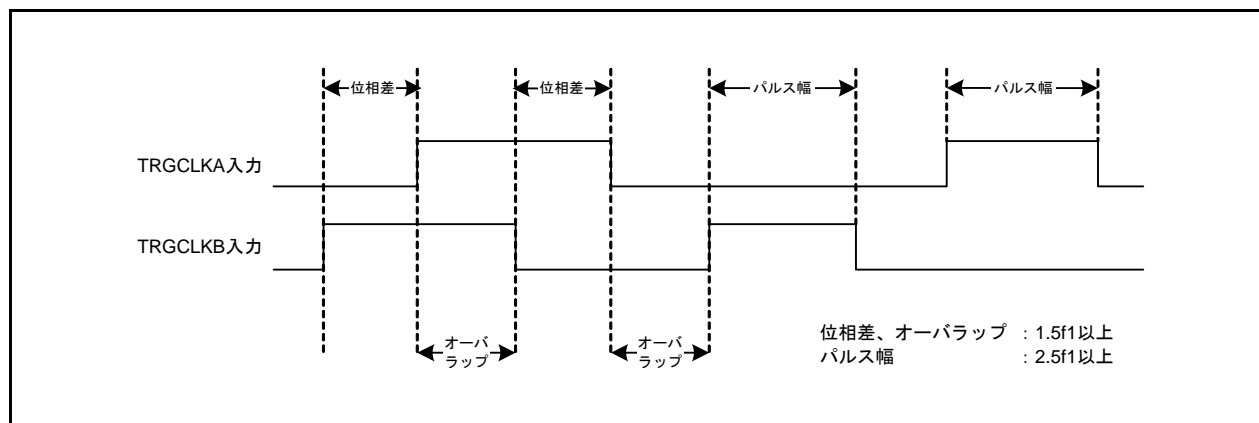 位相差
位相差
パルス幅
パルス幅
TRGCLKA入力
TRGCLKB入力
オーバ
ラップ
オーバ
ラップ
位相差、オーバラップ : 1.5f1以上
パルス幅 : 2.5f1以上